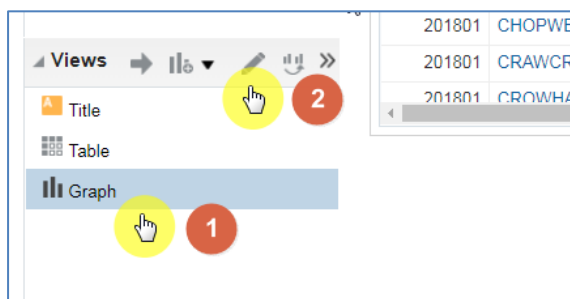 201801 CHOPWE
Views
201801 CRAWCR
2
201801 CROWHA
Title
Table
Graph
1